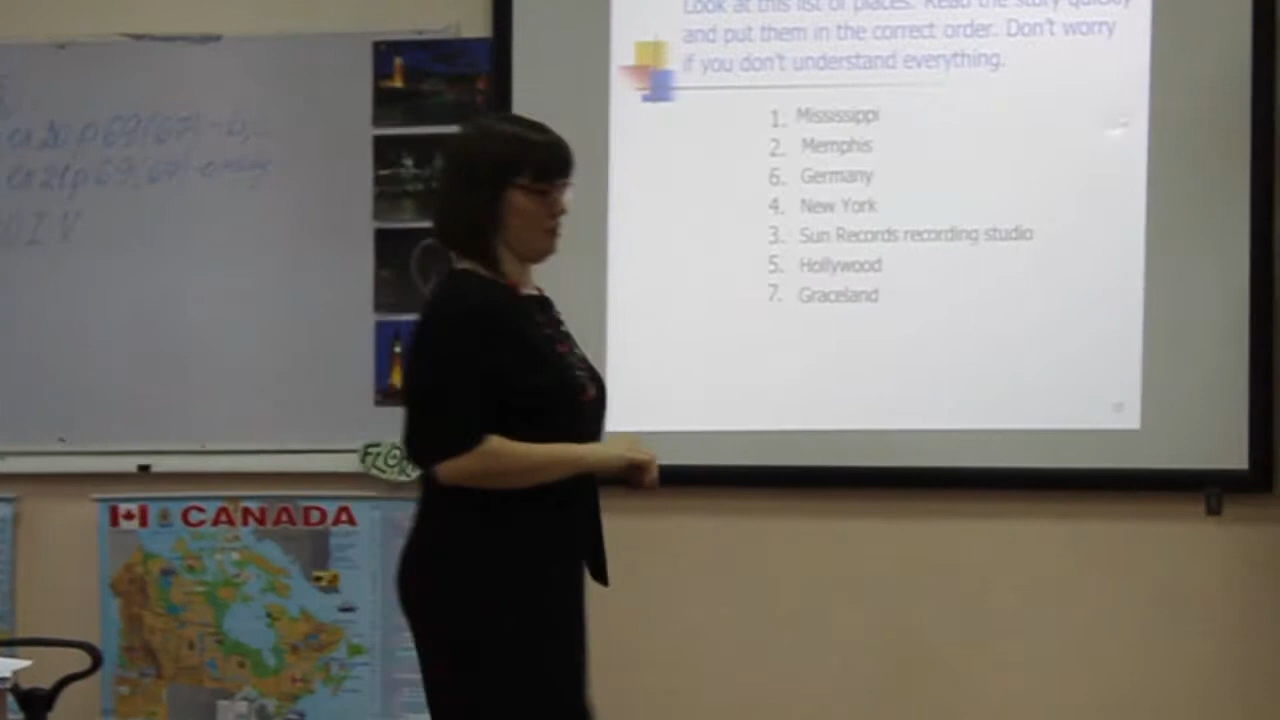 Look at this list of places. Read the story quickly
and put them in the correct order. Don't worry
if you don't understand everything.
1. Mississippi
2. Memphis
6. Germany
4. New York
3. Sun Records recording studio
5. Hollywood
7. Graceland
CANADA